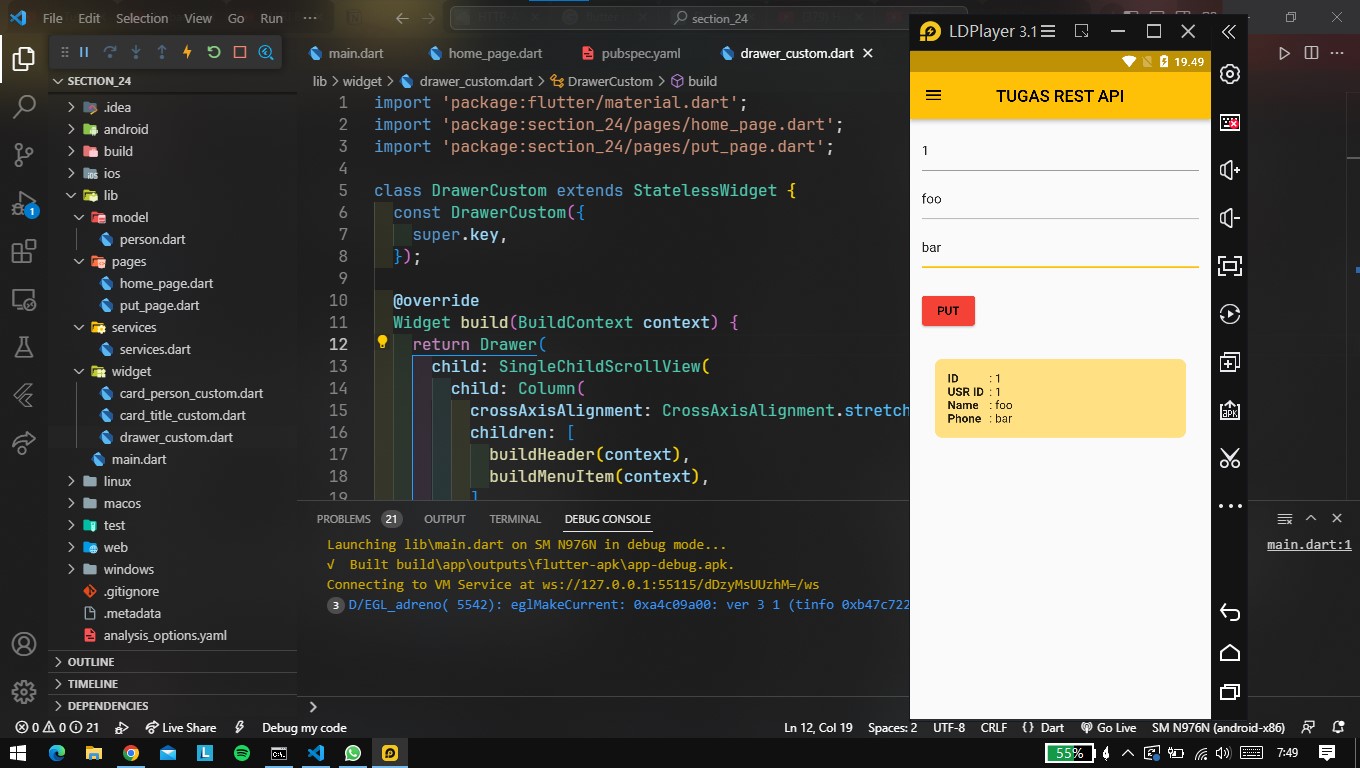 File Edit Selection View Go Run ···
section_24
LDPlayer 3.1
main.dart
home_page.dart
pubspec.yaml
drawer_custom.dart
SECTION_24
.idea
android
build
ios
lib
model
person.dart
pages
home_page.dart
put_page.dart
services
services.dart
widget
card_person_custom.dart
card_title_custom.dart
drawer_custom.dart
main.dart
linux
macos
test
web
windows
.gitignore
.metadata
analysis_options.yaml
OUTLINE
TIMELINE
DEPENDENCIES
1
lib > widget > drawer_custom.dart > DrawerCustom > build
1 import 'package:flutter/material.dart';
2 import 'package:section_24/pages/home_page.dart';
3 import 'package:section_24/pages/put_page.dart';
4
5 class DrawerCustom extends StatelessWidget {
6 const DrawerCustom({
7 super.key,
8 });
9
10 @override
11 Widget build(BuildContext context) {
12 return Drawer(
13 child: SingleChildScrollView(
14 child: Column(
15 crossAxisAlignment: CrossAxisAlignment.stretch
16 children: [
17 buildHeader(context),
18 buildMenuItem(context),
19 ]
PROBLEMS 21 OUTPUT TERMINAL DEBUG CONSOLE
Launching lib\main.dart on SM N976N in debug mode...
√ Built build\app\outputs\flutter-apk\app-debug.apk.
Connecting to VM Service at ws://127.0.0.1:55115/dDzyMsUUzhM=/ws
3 D/EGL_adreno( 5542): eglMakeCurrent: 0xa4c09a00: ver 3 1 (tinfo 0xb47c722
main.dart:1
19.49
TUGAS REST API
1
foo
bar
PUT
ID : 1
USR ID : 1
Name : foo
Phone : bar
APK
0 0 21 Live Share Debug my code Ln 12, Col 19 Spaces: 2 UTF-8 CRLF {} Dart Go Live SM N976N (android-x86)
55% 7:49